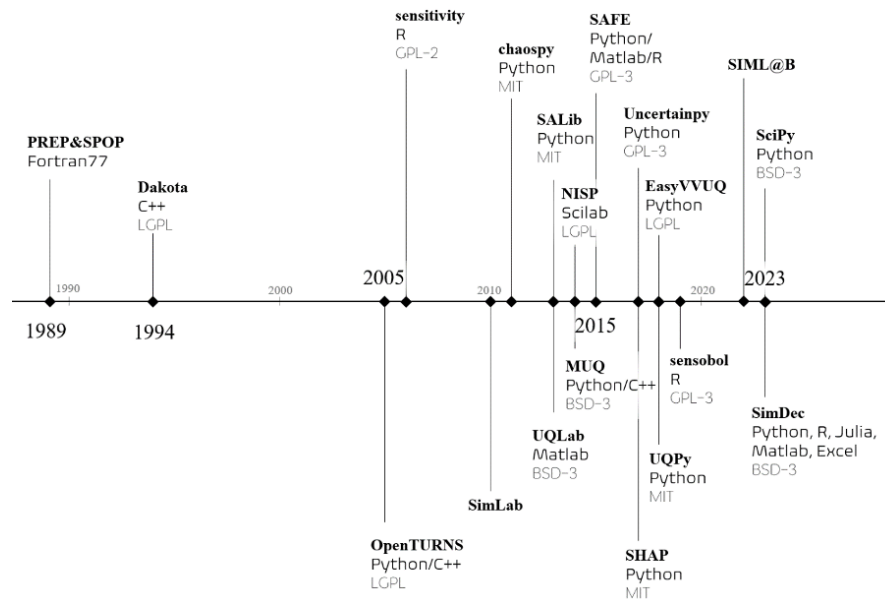 sensitivity
R
GPL-2
chaospy
Python
MIT
SAFE
Python/
Matlab/R
GPL-3
SIML@B
PREP&SPOP
Fortran77
Dakota
C++
LGPL
SALib
Python
MIT
NISP
Scilab
LGPL
Uncertainpy
Python
GPL-3
EasyVVUQ
Python
LGPL
SciPy
Python
BSD-3
1990
2000
2005
2010
2020
2023
1989
1994
2015
MUQ
Python/C++
BSD-3
UQLab
Matlab
BSD-3
SimLab
OpenTURNS
Python/C++
LGPL
sensobol
R
GPL-3
UQPy
Python
MIT
SHAP
Python
MIT
SimDec
Python, R, Julia,
Matlab, Excel
BSD-3